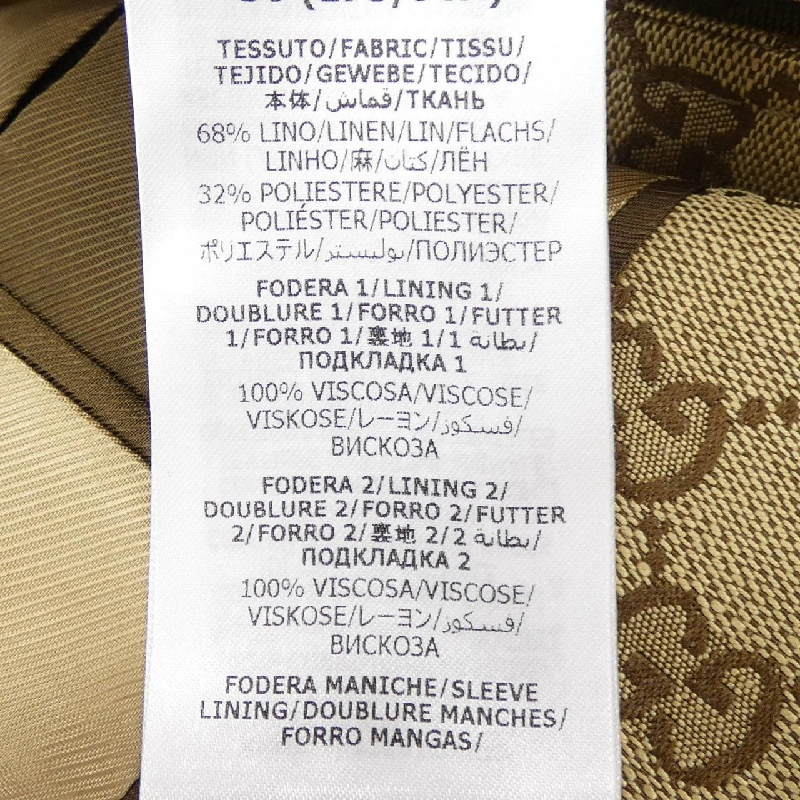 TESSUTO/FABRIC/TISSU/
TEJIDO/GEWEBE/TECIDO/
本体/قماش/ТКАНЬ
68% LINO/LINEN/LIN/FLACHS/
LINHO/麻/كتان/ЛЁН
32% POLIESTERE/POLYESTER/
POLIÉSTER/POLIESTER/
ポリエステル/بوليستر/ПОЛИЭСТЕР
FODERA 1/LINING 1/
DOUBLURE 1/FORRO 1/FUTTER
1/FORRO 1/裏地 1/1 بطانة/
ПОДКЛАДКА 1
100% VISCOSA/VISCOSE/
VISKOSE/レーヨン/فسكوز/
ВИСКОЗА
FODERA 2/LINING 2/
DOUBLURE 2/FORRO 2/FUTTER
2/FORRO 2/裏地 2/2 بطانة/
ПОДКЛАДКА 2
100% VISCOSA/VISCOSE/
VISKOSE/レーヨン/فسكوز/
ВИСКОЗА
FODERA MANICHE/SLEEVE
LINING/DOUBLURE MANCHES/
FORRO MANGAS/